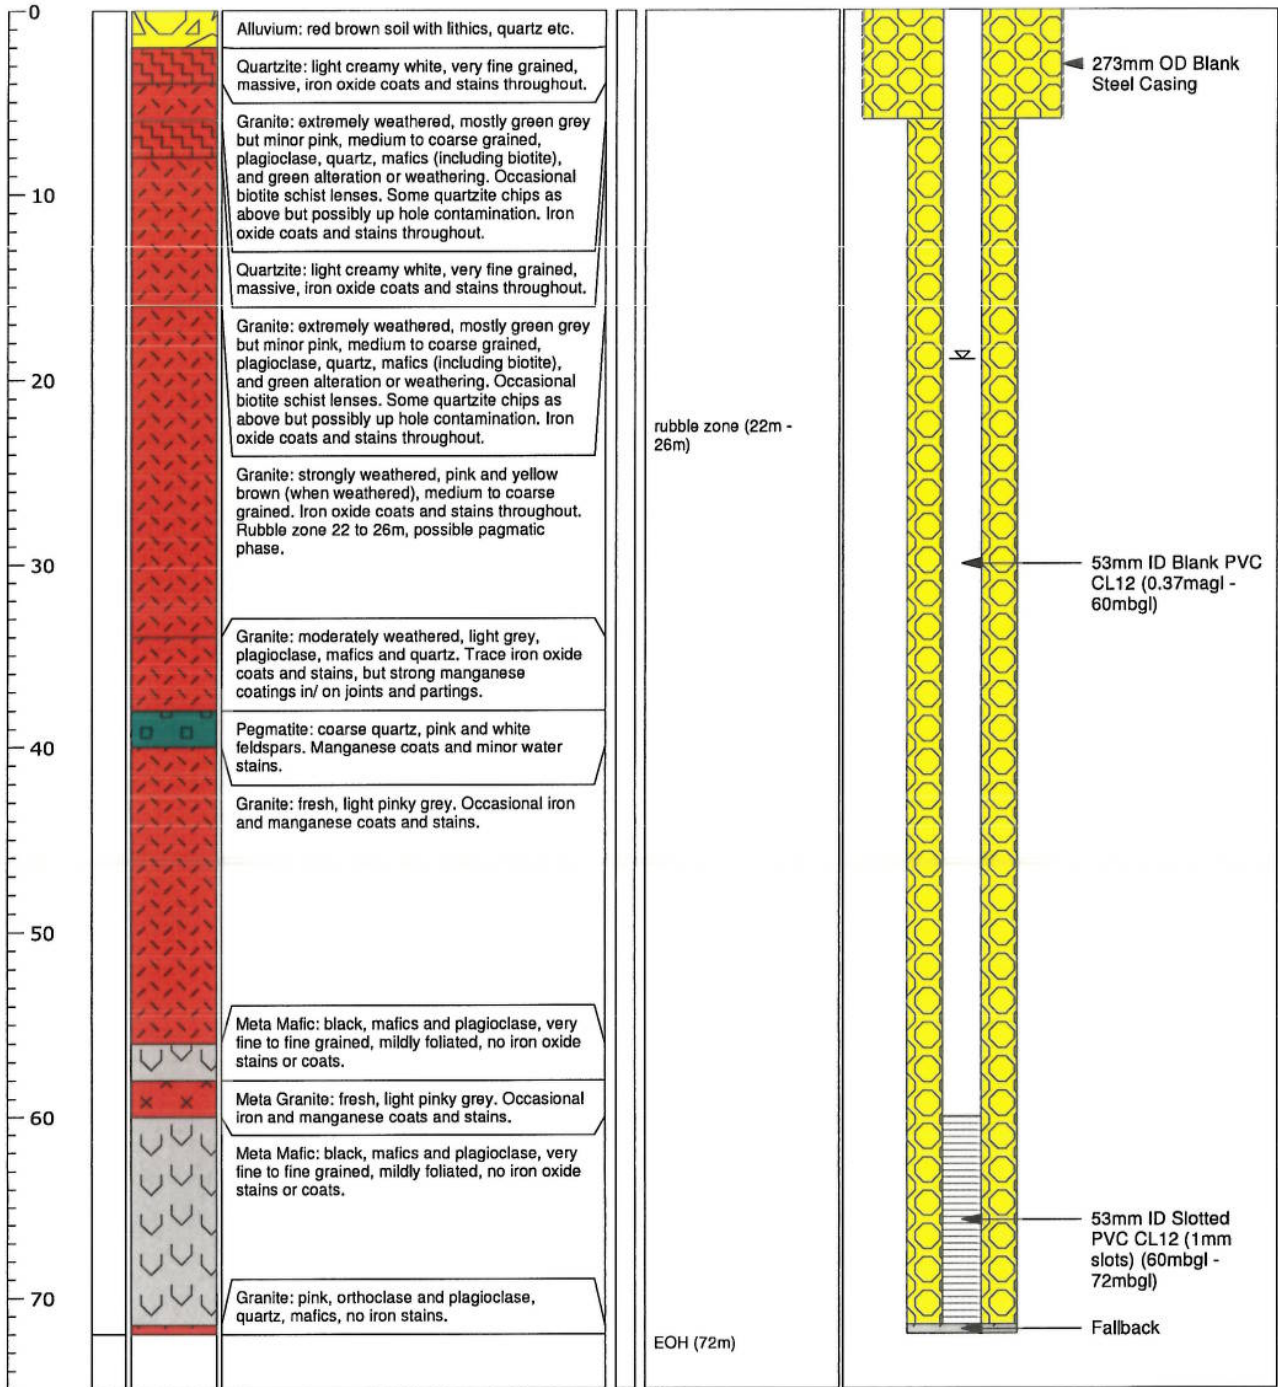 0
10
20
30
40
50
60
70
Alluvium: red brown soil with lithics, quartz etc.
Quartzite: light creamy white, very fine grained,
massive, iron oxide coats and stains throughout.
Granite: extremely weathered, mostly green grey
but minor pink, medium to coarse grained,
plagioclase, quartz, mafics (including biotite),
and green alteration or weathering. Occasional
biotite schist lenses. Some quartzite chips as
above but possibly up hole contamination. Iron
oxide coats and stains throughout.
Quartzite: light creamy white, very fine grained,
massive, iron oxide coats and stains throughout.
Granite: extremely weathered, mostly green grey
but minor pink, medium to coarse grained,
plagioclase, quartz, mafics (including biotite),
and green alteration or weathering. Occasional
biotite schist lenses. Some quartzite chips as
above but possibly up hole contamination. Iron
oxide coats and stains throughout.
Granite: strongly weathered, pink and yellow
brown (when weathered), medium to coarse
grained. Iron oxide coats and stains throughout.
Rubble zone 22 to 26m, possible pagmatic
phase.
Granite: moderately weathered, light grey,
plagioclase, mafics and quartz. Trace iron oxide
coats and stains, but strong manganese
coatings in/ on joints and partings.
Pegmatite: coarse quartz, pink and white
feldspars. Manganese coats and minor water
stains.
Granite: fresh, light pinky grey. Occasional iron
and manganese coats and stains.
Meta Mafic: black, mafics and plagioclase, very
fine to fine grained, mildly foliated, no iron oxide
stains or coats.
Meta Granite: fresh, light pinky grey. Occasional
iron and manganese coats and stains.
Meta Mafic: black, mafics and plagioclase, very
fine to fine grained, mildly foliated, no iron oxide
stains or coats.
Granite: pink, orthoclase and plagioclase,
quartz, mafics, no iron stains.
rubble zone (22m -
26m)
EOH (72m)
273mm OD Blank
Steel Casing
53mm ID Blank PVC
CL12 (0.37magl -
60mbgl)
53mm ID Slotted
PVC CL12 (1mm
slots) (60mbgl -
72mbgl)
Fallback